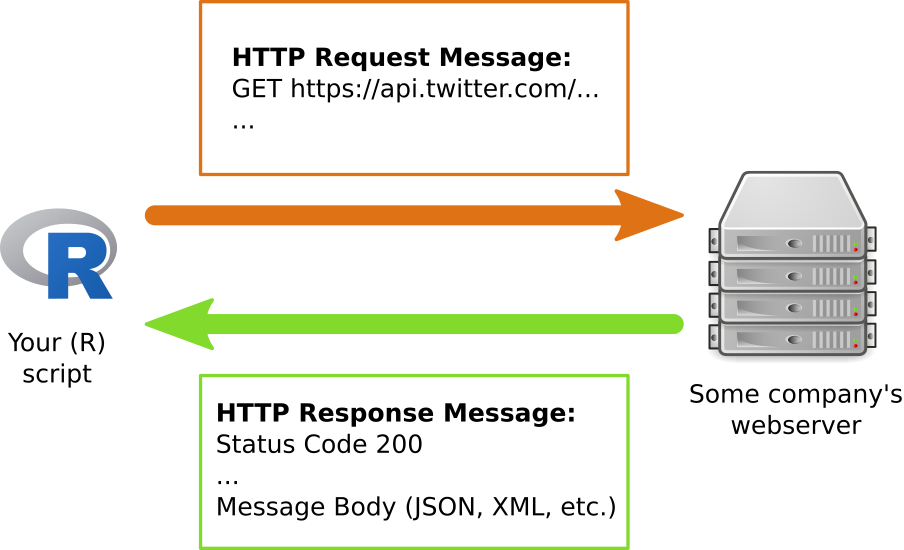 HTTP Request Message:
GET https://api.twitter.com/...
...
R
Your (R)
script
Some company's
webserver
HTTP Response Message:
Status Code 200
...
Message Body (JSON, XML, etc.)